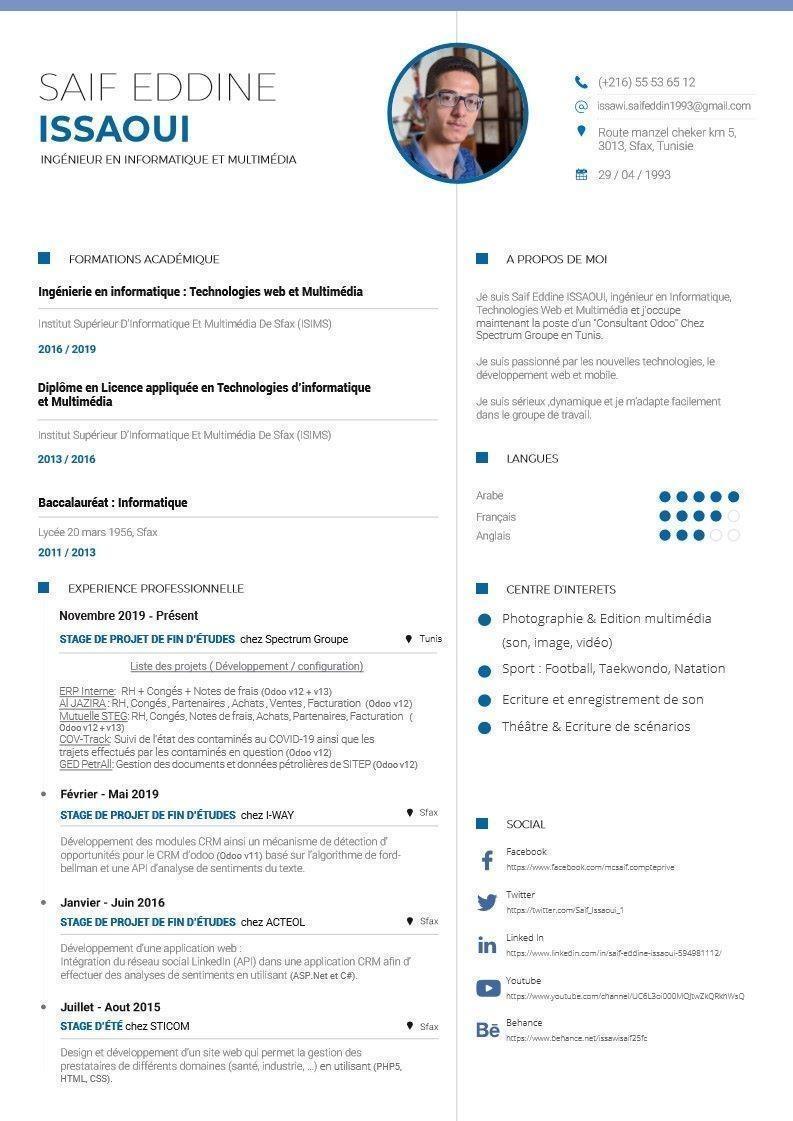 SAIF EDDINE
ISSAOUI
INGÉNIEUR EN INFORMATIQUE ET MULTIMÉDIA
(+216) 55 53 65 12
issawi.saifeddin1993@gmail.com
Route manzel cheker km 5,
3013, Sfax, Tunisie
29 / 04 / 1993
FORMATIONS ACADÉMIQUE
Ingénierie en informatique : Technologies web et Multimédia
Institut Supérieur D'Informatique Et Multimédia De Sfax (ISIMS)
2016 / 2019
Diplôme en Licence appliquée en Technologies d'informatique
et Multimédia
Institut Supérieur D'Informatique Et Multimédia De Sfax (ISIMS)
2013 / 2016
Baccalauréat : Informatique
Lycée 20 mars 1956, Sfax
2011 / 2013
EXPERIENCE PROFESSIONNELLE
Novembre 2019 - Présent
STAGE DE PROJET DE FIN D'ÉTUDES chez Spectrum Groupe
Tunis
Liste des projets ( Développement / configuration)
ERP Interne: RH + Congés + Notes de frais (Odoo v12 + v13)
Al JAZIRA : RH, Congés , Partenaires , Achats , Ventes , Facturation (Odoo v12)
Mutuelle STEG: RH, Congés, Notes de frais, Achats, Partenaires, Facturation (
Odoo v12 + v13)
COV-Track: Suivi de l'état des contaminés au COVID-19 ainsi que les
trajets effectués par les contaminés en question (Odoo v12)
GED PetrAll: Gestion des documents et données pétrolières de SITEP (Odoo v12)
Février - Mai 2019
STAGE DE PROJET DE FIN D'ÉTUDES chez I-WAY
Sfax
Développement des modules CRM ainsi un mécanisme de détection d'
opportunités pour le CRM d'odoo (Odoo v11) basé sur l'algorithme de ford-
bellman et une API d'analyse de sentiments du texte.
Janvier - Juin 2016
STAGE DE PROJET DE FIN D'ÉTUDES chez ACTEOL
Sfax
Développement d'une application web :
Intégration du réseau social LinkedIn (API) dans une application CRM afin d'
effectuer des analyses de sentiments en utilisant (ASP.Net et C#).
Juillet - Aout 2015
STAGE D'ÉTÉ chez STICOM
Sfax
Design et développement d'un site web qui permet la gestion des
prestataires de différents domaines (santé, industrie, ...) en utilisant (PHP5,
HTML, CSS).
A PROPOS DE MOI
Je suis Saif Eddine ISSAOUI, ingénieur en Informatique,
Technologies Web et Multimédia et j'occupe
maintenant la poste d'un "Consultant Odoo" Chez
Spectrum Groupe en Tunis.
Je suis passionné par les nouvelles technologies, le
développement web et mobile.
Je suis sérieux ,dynamique et je m'adapte facilement
dans le groupe de travail.
LANGUES
Arabe
Français
Anglais
CENTRE D'INTERETS
Photographie & Edition multimédia
(son, image, vidéo)
Sport : Football, Taekwondo, Natation
Ecriture et enregistrement de son
Théâtre & Ecriture de scénarios
SOCIAL
Facebook
https://www.facebook.com/mcsaif.compteprive
Twitter
https://twitter.com/Saif_Issaoui_1
Linked In
https://www.linkedin.com/in/saif-eddine-issaoui-594981112/
Youtube
Behance
https://www.behance.net/issawisaif25fc